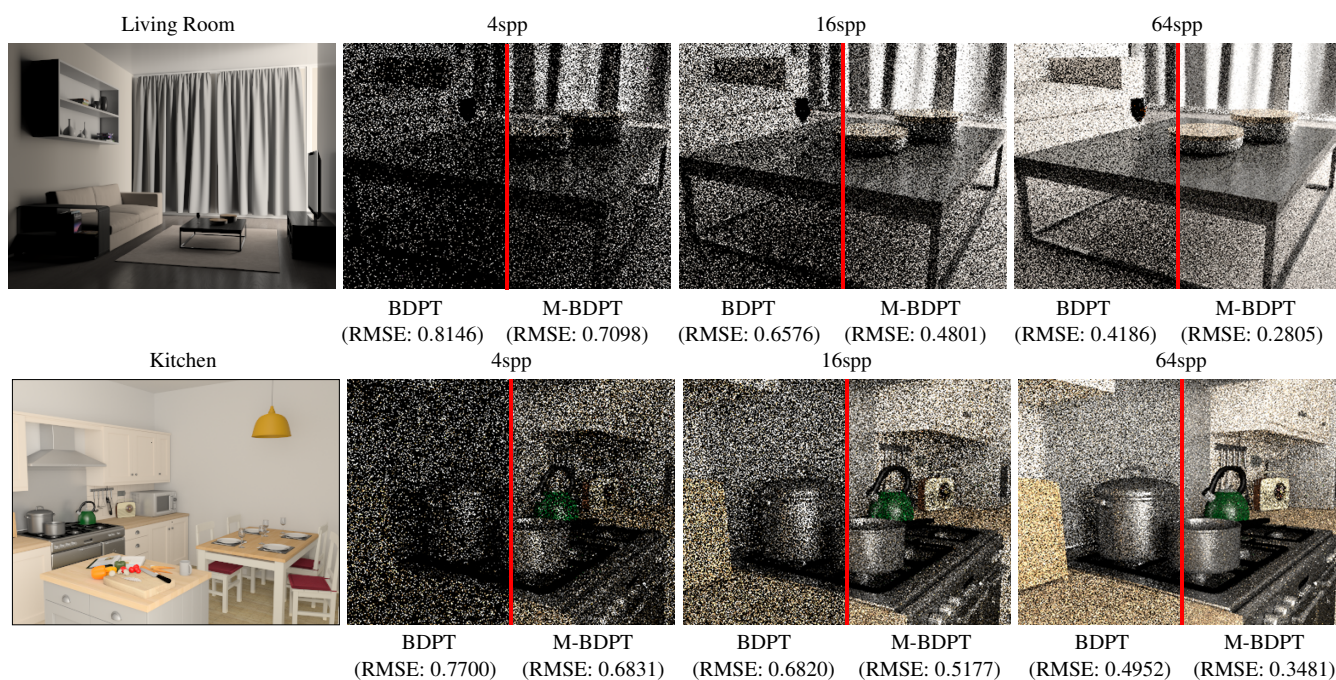 Living Room 4spp 16spp 64spp
BDPT M-BDPT BDPT M-BDPT BDPT M-BDPT
(RMSE: 0.8146) (RMSE: 0.7098) (RMSE: 0.6576) (RMSE: 0.4801) (RMSE: 0.4186) (RMSE: 0.2805)
Kitchen 4spp 16spp 64spp
BDPT M-BDPT BDPT M-BDPT BDPT M-BDPT
(RMSE: 0.7700) (RMSE: 0.6831) (RMSE: 0.6820) (RMSE: 0.5177) (RMSE: 0.4952) (RMSE: 0.3481)